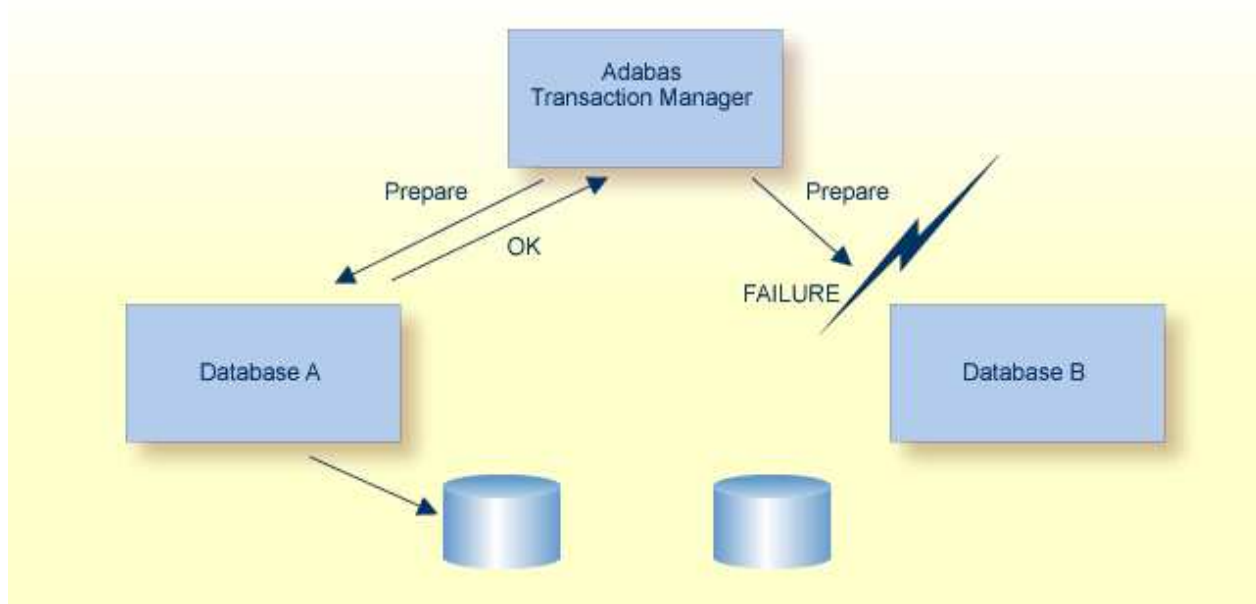 Adabas
Transaction Manager
Prepare
Prepare
OK
FAILURE
Database A
Database B